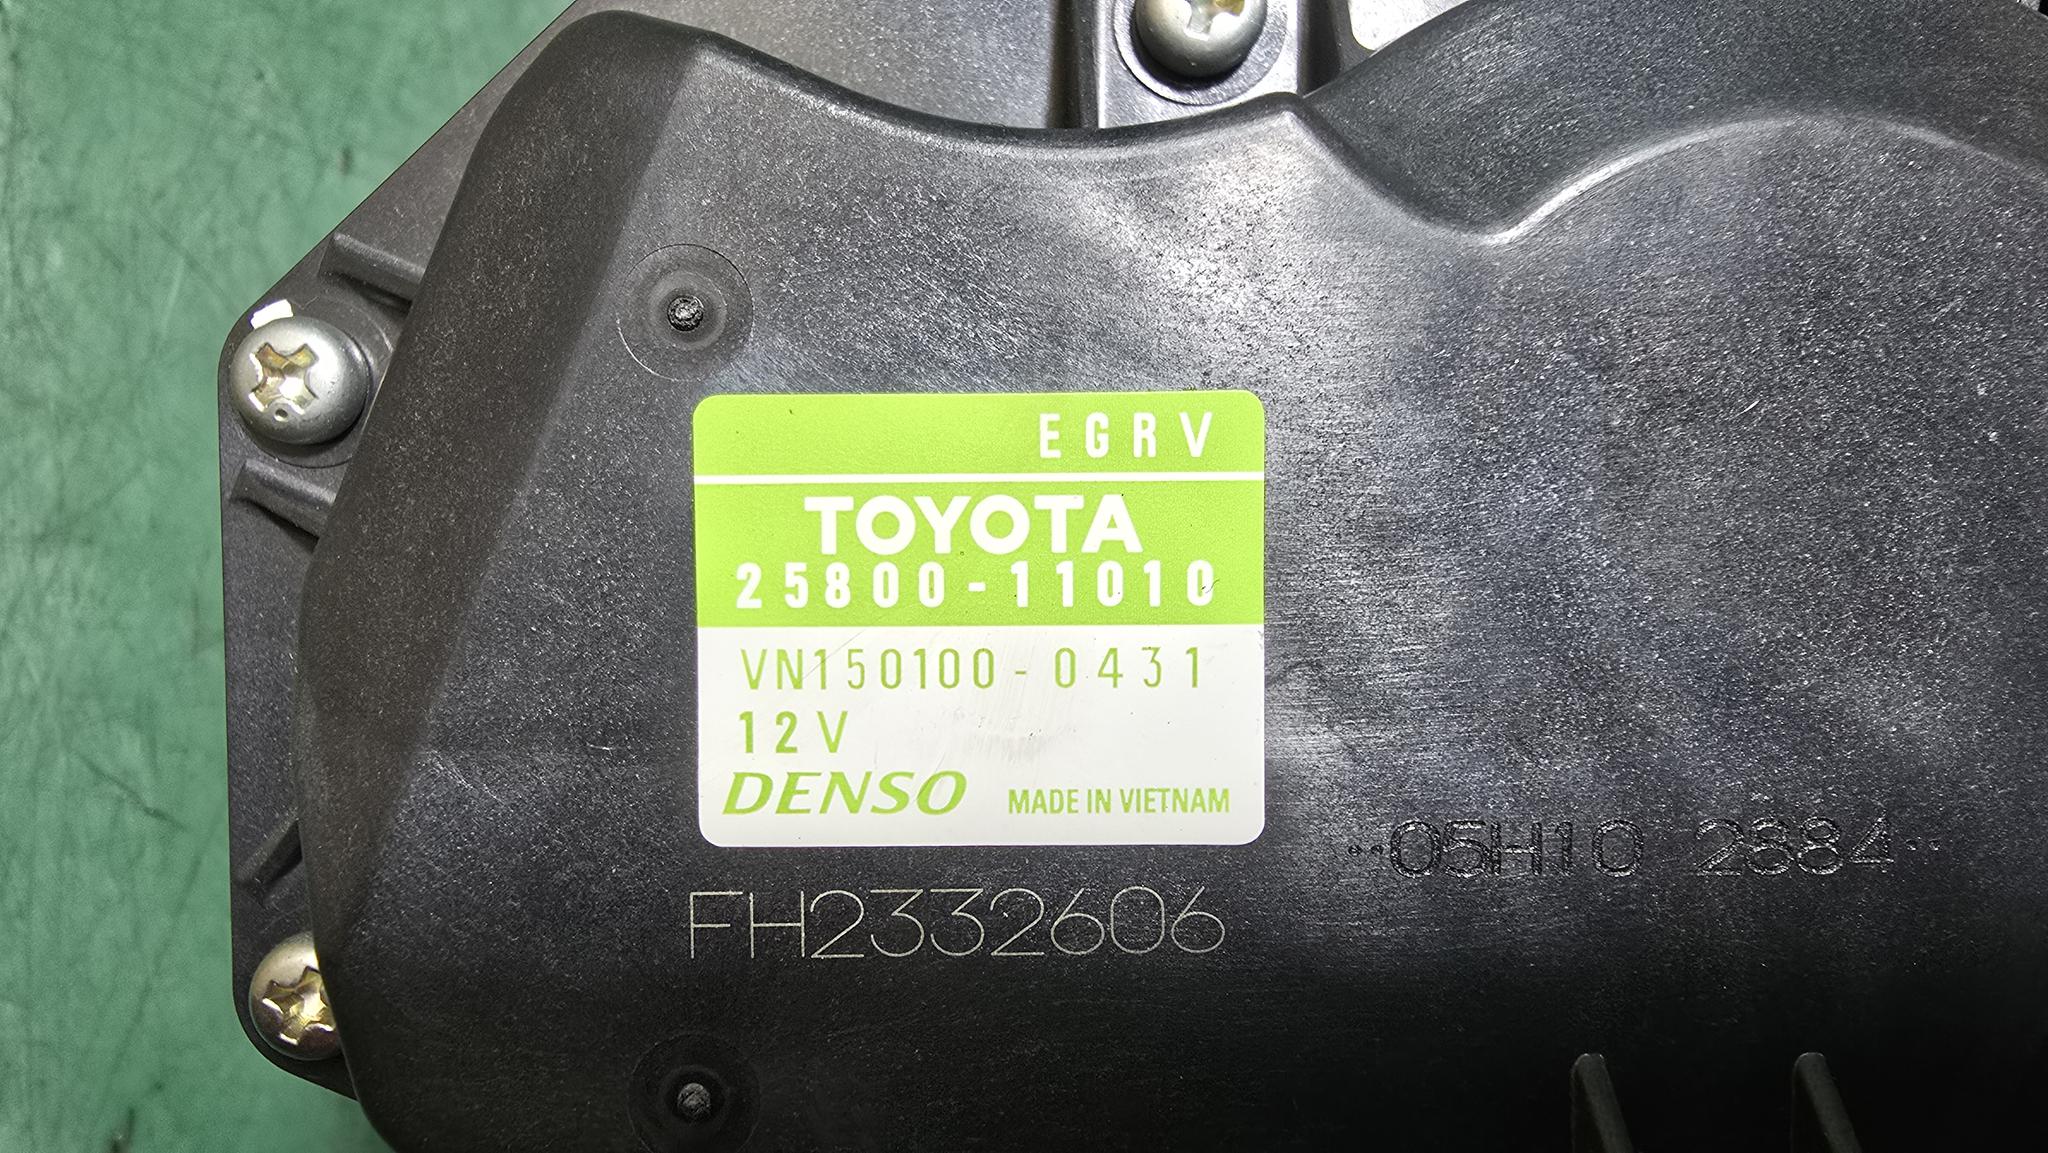 EGRV
TOYOTA
25800-11010
VN150100-0431
12V
DENSO MADE IN VIETNAM
05H10 2884
FH2332606